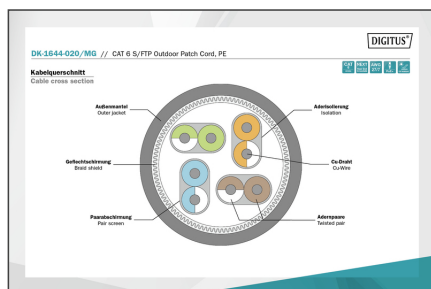 DIGITUS®
DK-1644-020/MG // CAT 6 S/FTP Outdoor Patch Cord, PE
Kabelquerschnitt
Cable cross section
Außenmantel
Outer jacket
Aderisolierung
Isolation
Geflechtschirmung
Braid shield
Cu-Draht
Cu-Wire
Paarabschirmung
Pair screen
Adernpaare
Twisted pair